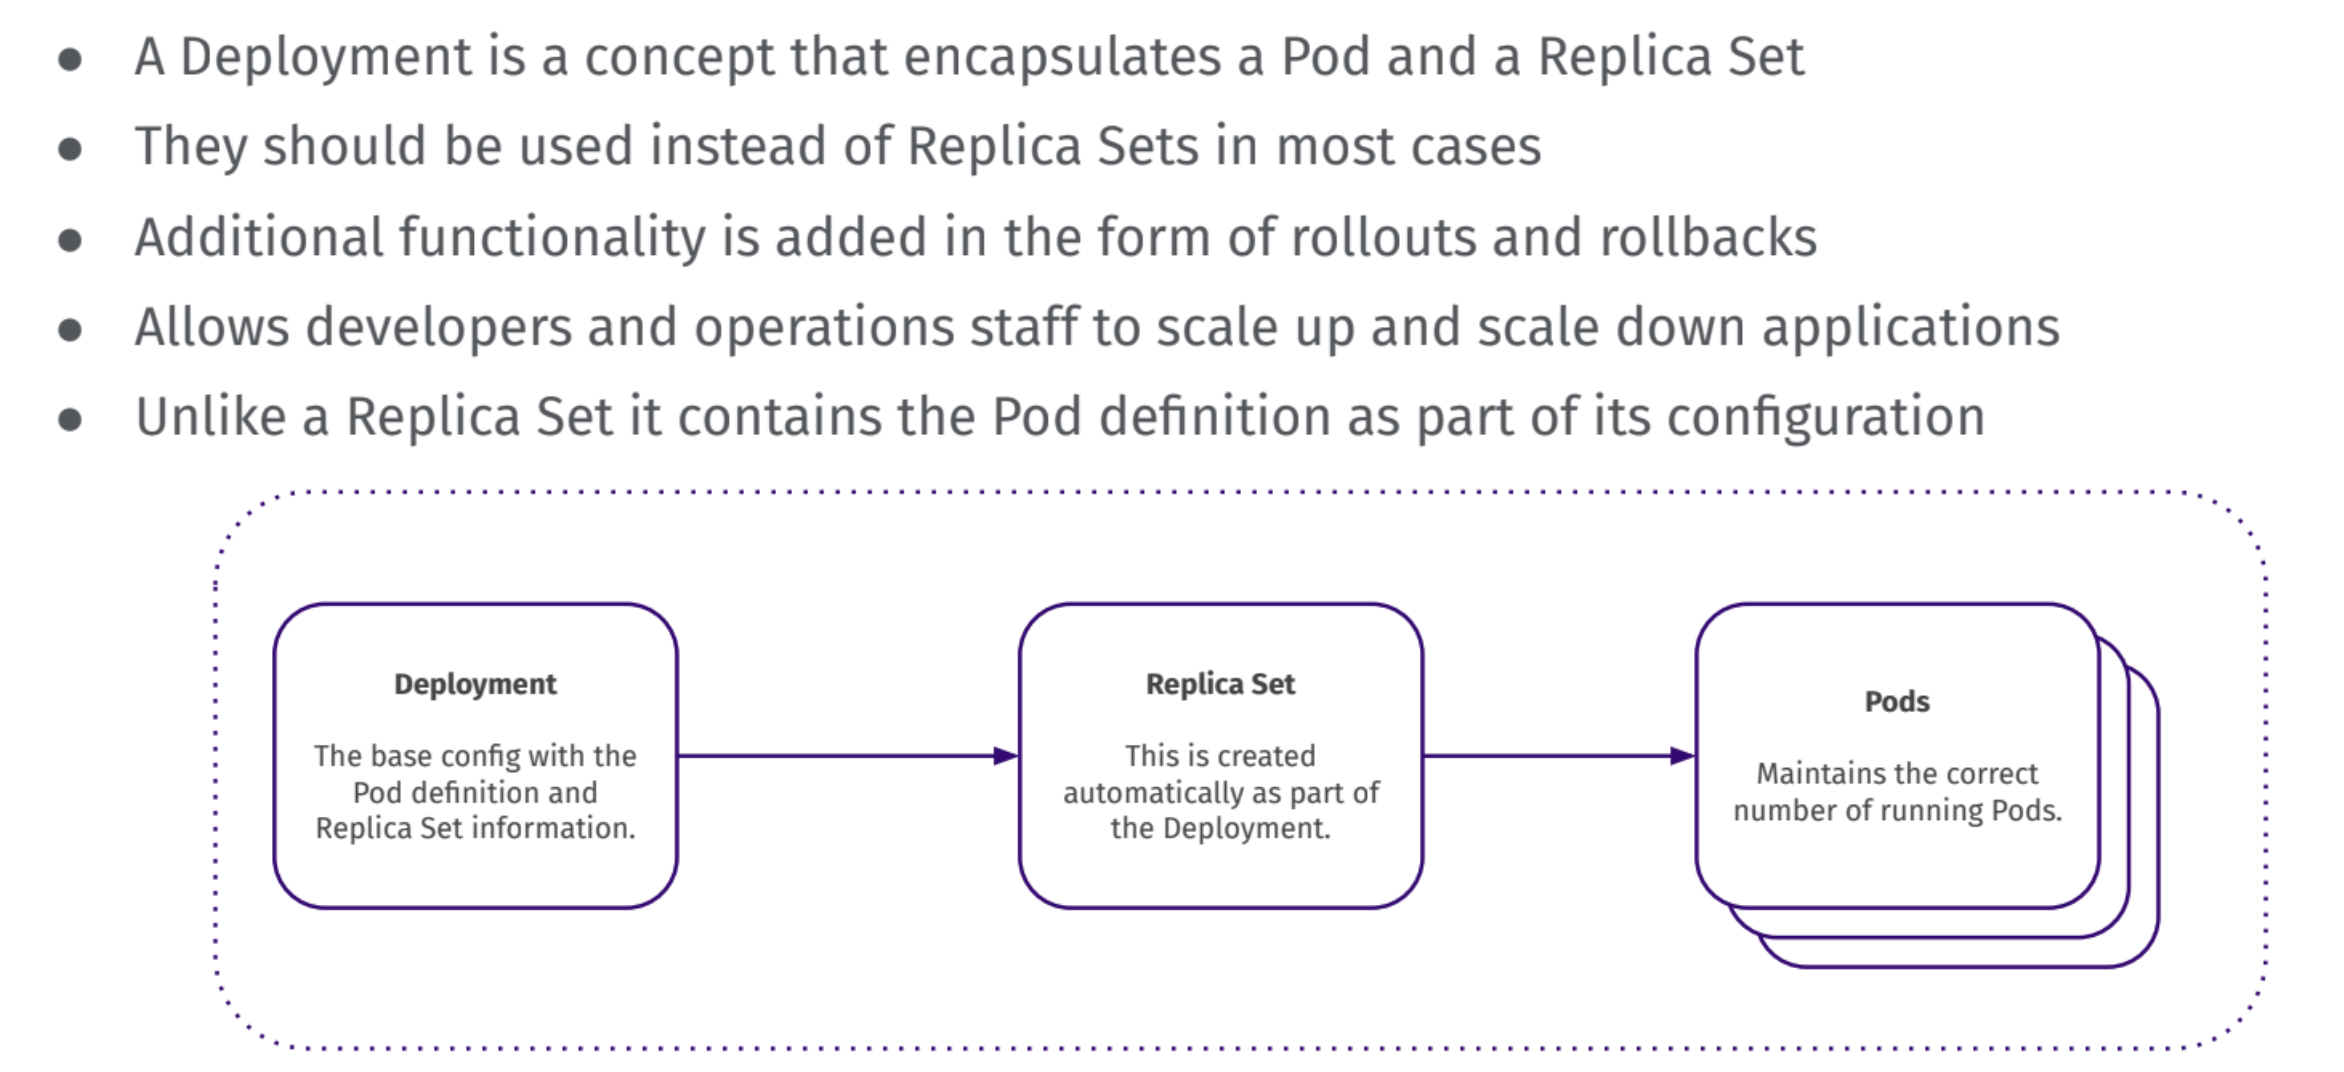 ● A Deployment is a concept that encapsulates a Pod and a Replica Set
● They should be used instead of Replica Sets in most cases
● Additional functionality is added in the form of rollouts and rollbacks
● Allows developers and operations staff to scale up and scale down applications
● Unlike a Replica Set it contains the Pod definition as part of its configuration
Deployment
The base config with the
Pod definition and
Replica Set information.
Replica Set
This is created
automatically as part of
the Deployment.
Pods
Maintains the correct
number of running Pods.